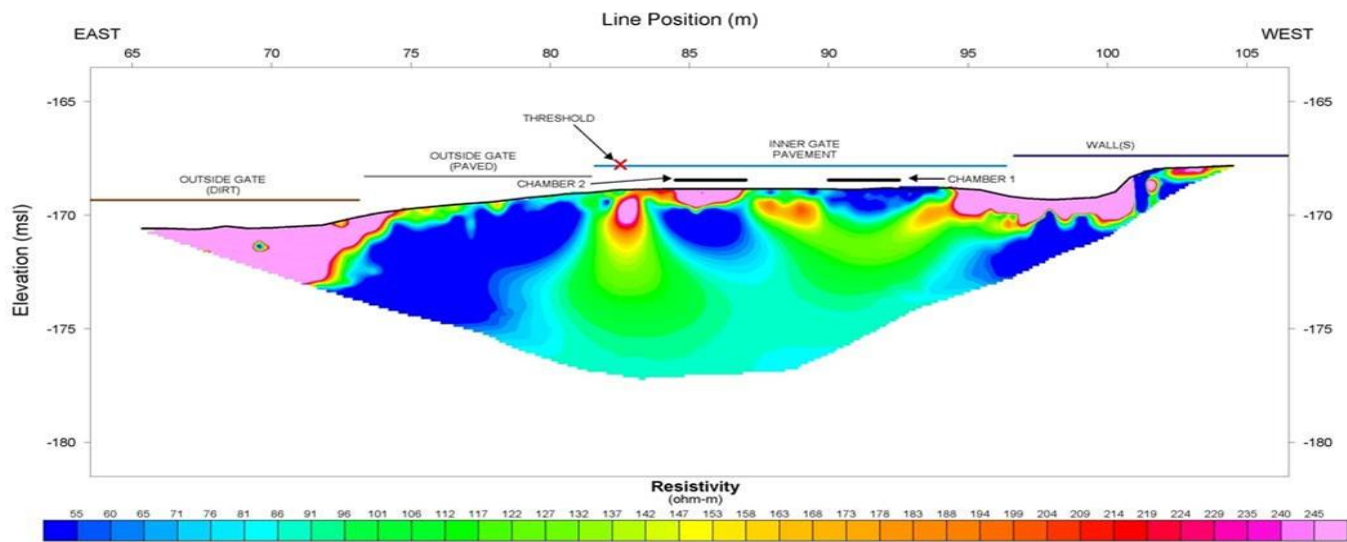 Line Position (m)
EAST
WEST
65 70 75 80 85 90 95 100 105
-165 -165
THRESHOLD
INNER GATE
PAVEMENT
WALL(S)
OUTSIDE GATE
(PAVED)
CHAMBER 2
CHAMBER 1
OUTSIDE GATE
(DIRT)
-170 -170
Elevation (msl)
-175 -175
-180 -180
Resistivity
(ohm-m)
55 60 65 71 76 81 86 91 96 101 106 112 117 122 127 132 137 142 147 153 158 163 168 173 178 183 188 194 199 204 209 214 219 224 229 235 240 245